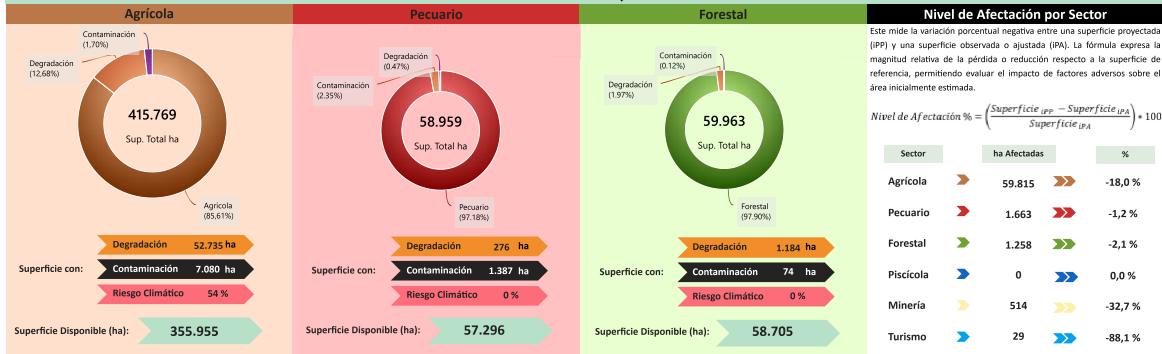 Agrícola
Contaminación
(1,70%)
Degradación
(12,68%)
415.769
Sup. Total ha
Agrícola
(85,61%)
Superficie con:
Degradación 52.735 ha
Contaminación 7.080 ha
Riesgo Climático 54 %
Superficie Disponible (ha): 355.955
Pecuario
Degradación
(0.47%)
Contaminación
(2.35%)
58.959
Sup. Total ha
Pecuario
(97.18%)
Superficie con:
Degradación 276 ha
Contaminación 1.387 ha
Riesgo Climático 0 %
Superficie Disponible (ha): 57.296
Forestal
Contaminación
(0.12%)
Degradación
(1.97%)
59.963
Sup. Total ha
Forestal
(97.90%)
Superficie con:
Degradación 1.184 ha
Contaminación 74 ha
Riesgo Climático 0 %
Superficie Disponible (ha): 58.705
Nivel de Afectación por Sector
Este mide la variación porcentual negativa entre una superficie proyectada
(iPP) y una superficie observada o ajustada (iPA). La fórmula expresa la
magnitud relativa de la pérdida o reducción respecto a la superficie de
referencia, permitiendo evaluar el impacto de factores adversos sobre el
área inicialmente estimada.
Nivel de Afectación % = (Superficie iPP − Superficie iPA / Superficie iPA) * 100
Sector ha Afectadas %
Agrícola 59.815 -18,0 %
Pecuario 1.663 -1,2 %
Forestal 1.258 -2,1 %
Piscícola 0 0,0 %
Minería 514 -32,7 %
Turismo 29 -88,1 %